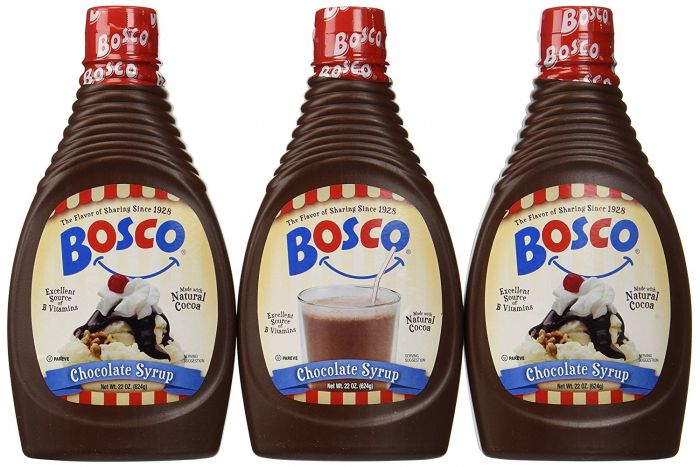 BOSCO
BOSCO
The Flavor of Sharing Since 1928
BOSCO®
Excellent
Source
of
B Vitamins
Made with
Natural
Cocoa
PAREVE
SERVING
SUGGESTION
Chocolate Syrup
Net Wt. 22 OZ. (624g)
BOSCO
BOSCO
The Flavor of Sharing Since 1928
BOSCO®
Excellent
Source
of
B Vitamins
Made with
Natural
Cocoa
PAREVE
SERVING
SUGGESTION
Chocolate Syrup
Net Wt. 22 OZ. (624g)
BOSCO
BOSCO
The Flavor of Sharing Since 1928
BOSCO®
Excellent
Source
of
B Vitamins
Made with
Natural
Cocoa
PAREVE
SERVING
SUGGESTION
Chocolate Syrup
Net Wt. 22 OZ. (624g)